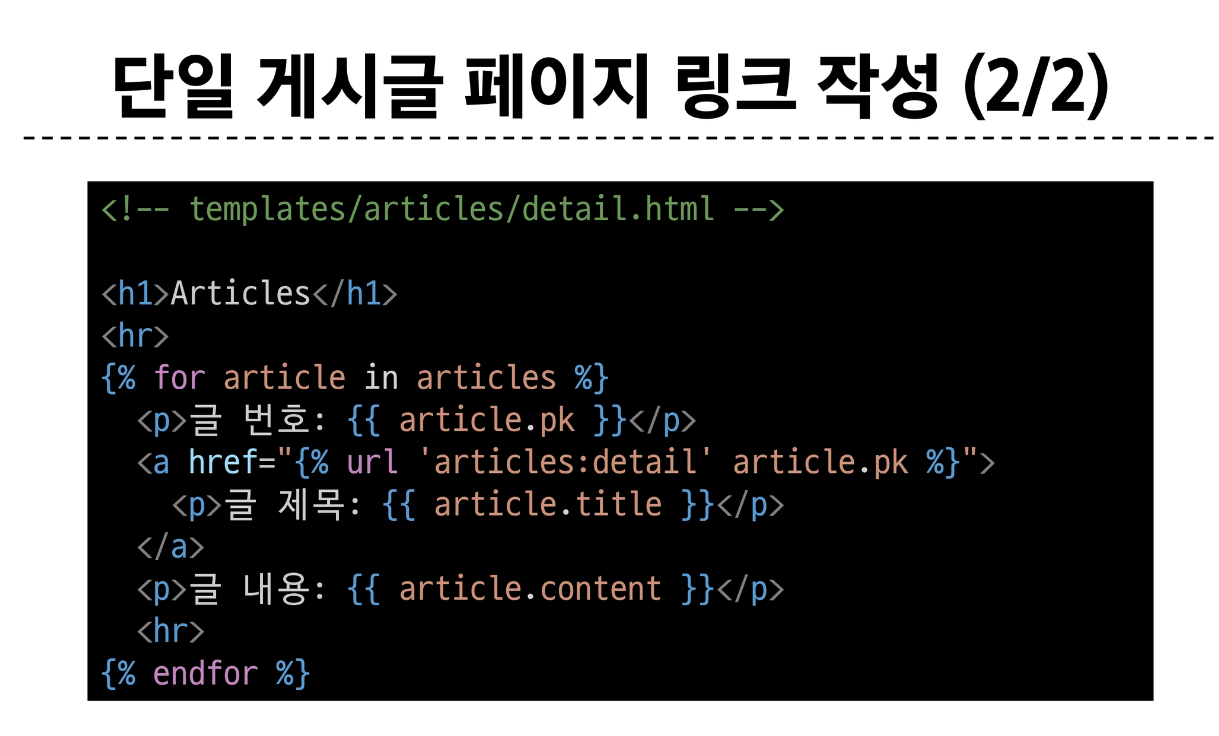 단일 게시글 페이지 링크 작성 (2/2)
<!-- templates/articles/detail.html -->
<h1>Articles</h1>
<hr>
{% for article in articles %}
  <p>글 번호: {{ article.pk }}</p>
  <a href="{% url 'articles:detail' article.pk %}">
    <p>글 제목: {{ article.title }}</p>
  </a>
  <p>글 내용: {{ article.content }}</p>
  <hr>
{% endfor %}